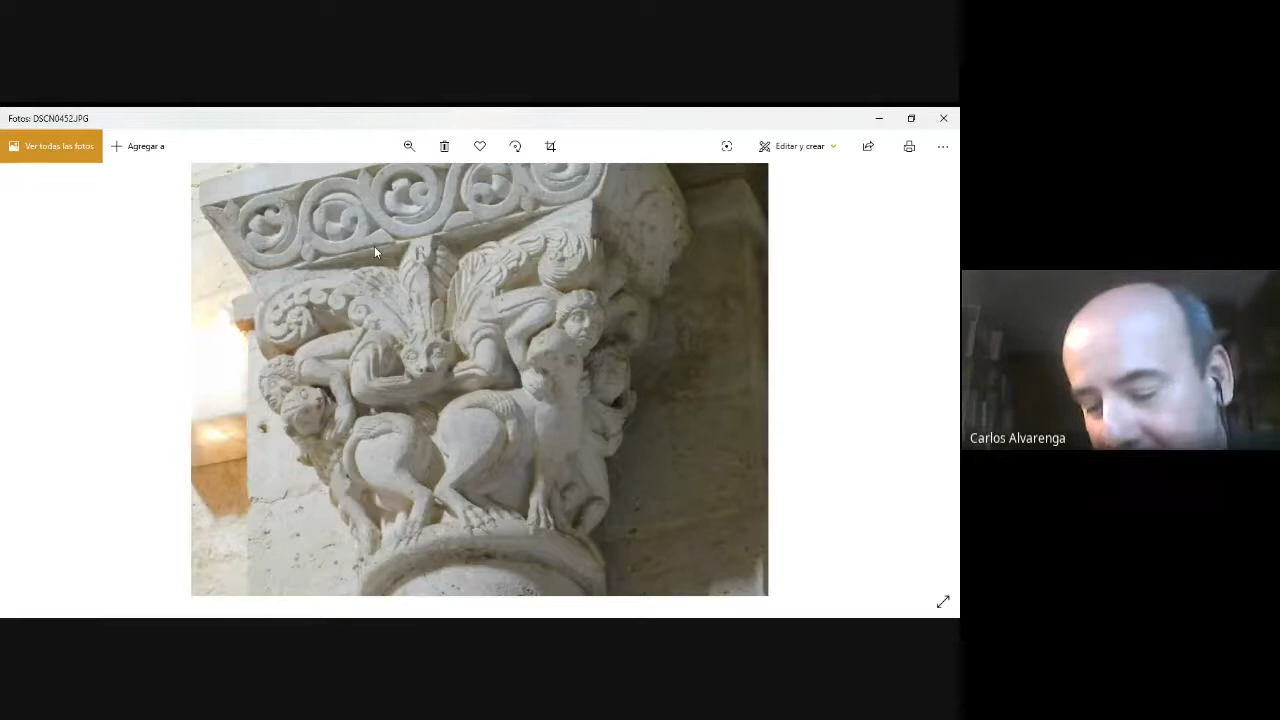 Fotos: DSCN0452.JPG
Ver todas las fotos
Agregar a
Editar y crear
Carlos Alvarenga